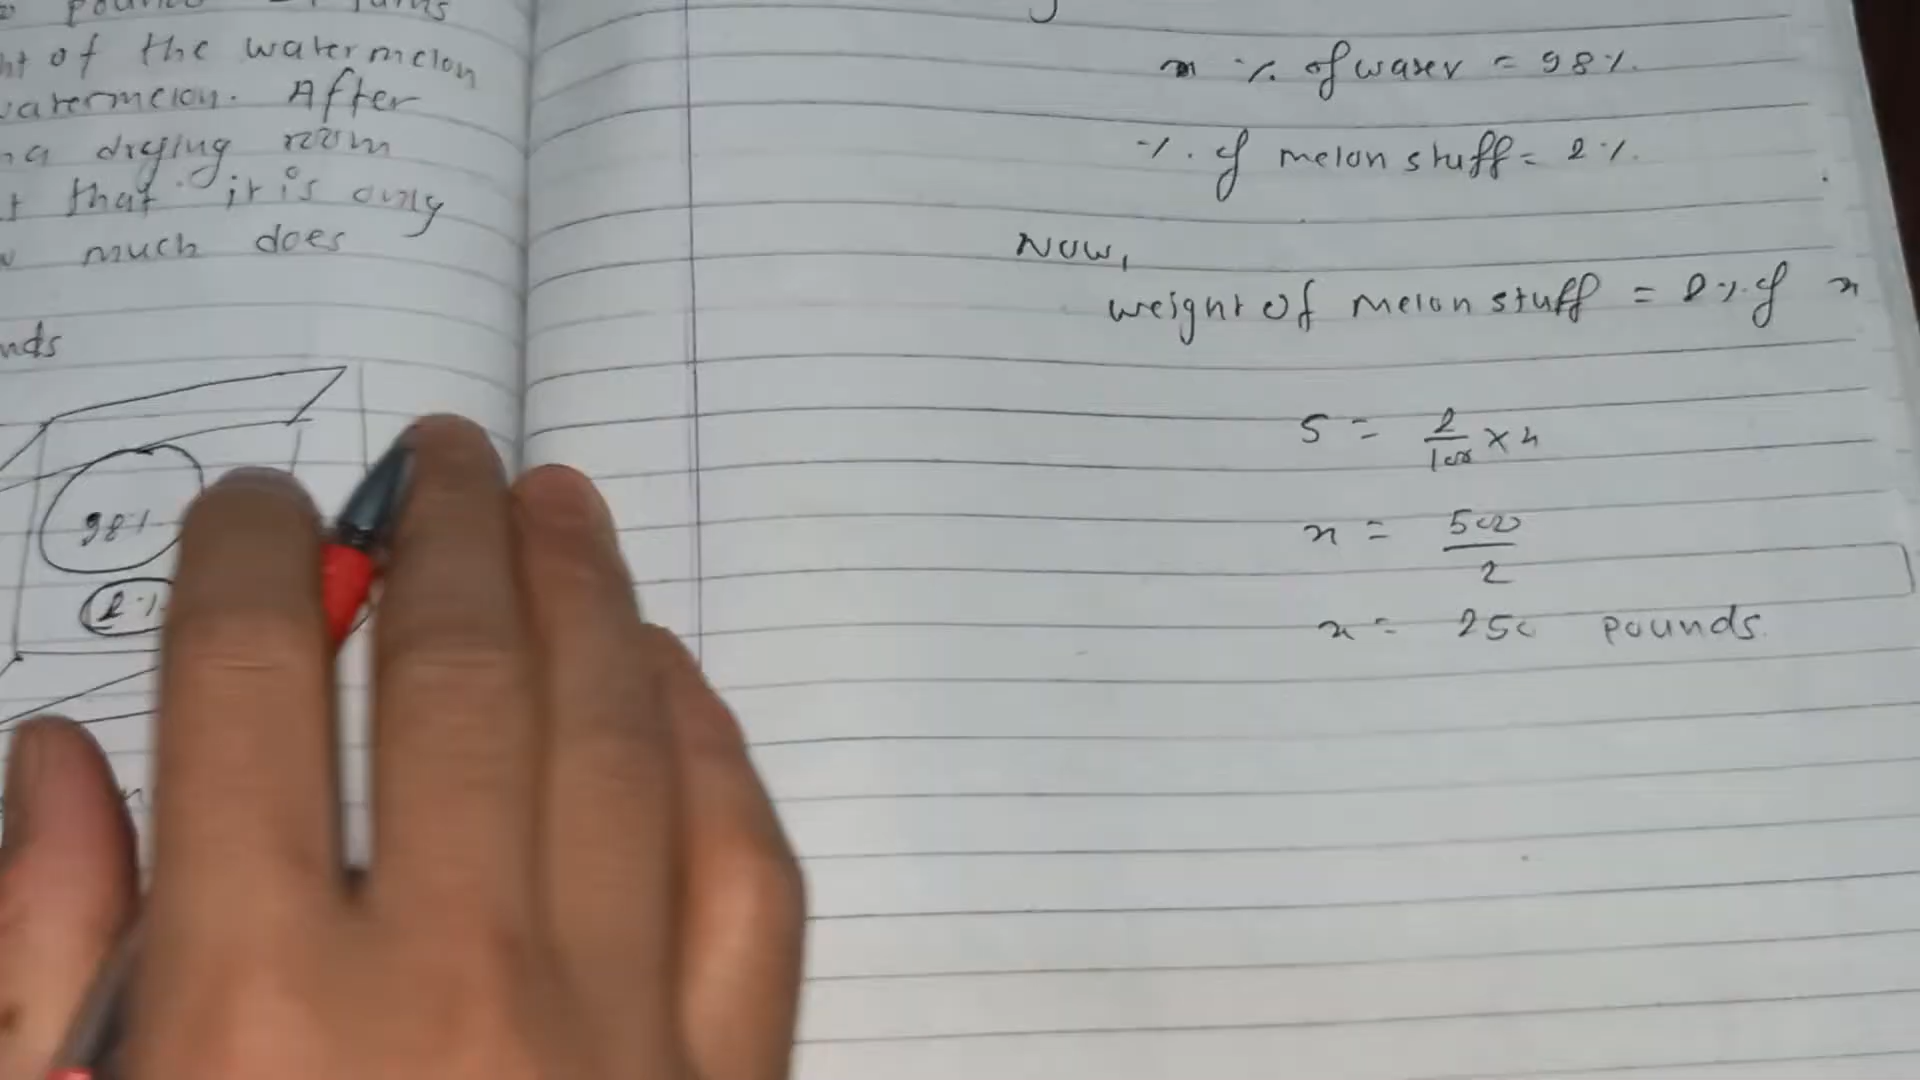 pounds
of the watermelon
watermelon. After
drying room
that it is only
much does
98%
2%
x % of water = 98%.
%. of melon stuff = 2%.
Now,
weight of melon stuff = 2% of x
5 = 2/100 × x
x = 500/2
x = 250 pounds.